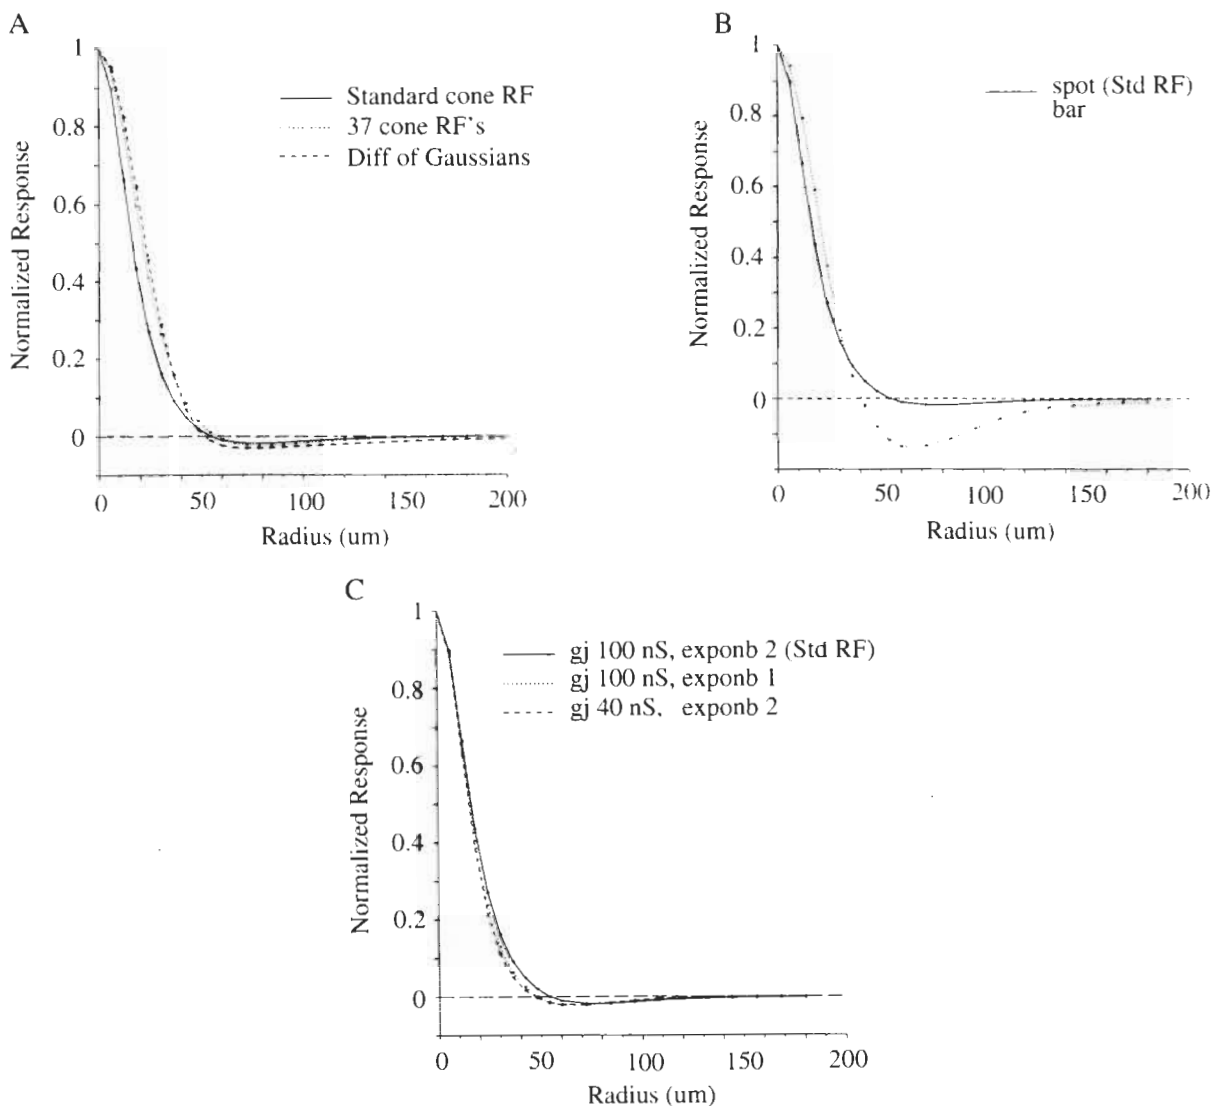 A
1
0.8
0.6
0.4
0.2
0
0 50 100 150 200
Normalized Response
Radius (um)
Standard cone RF
37 cone RF's
Diff of Gaussians
B
1
0.8
0.6
0.4
0.2
0
0 50 100 150 200
Normalized Response
Radius (um)
spot (Std RF)
bar
C
1
0.8
0.6
0.4
0.2
0
0 50 100 150 200
Normalized Response
Radius (um)
gj 100 nS, exponb 2 (Std RF)
gj 100 nS, exponb 1
gj 40 nS, exponb 2